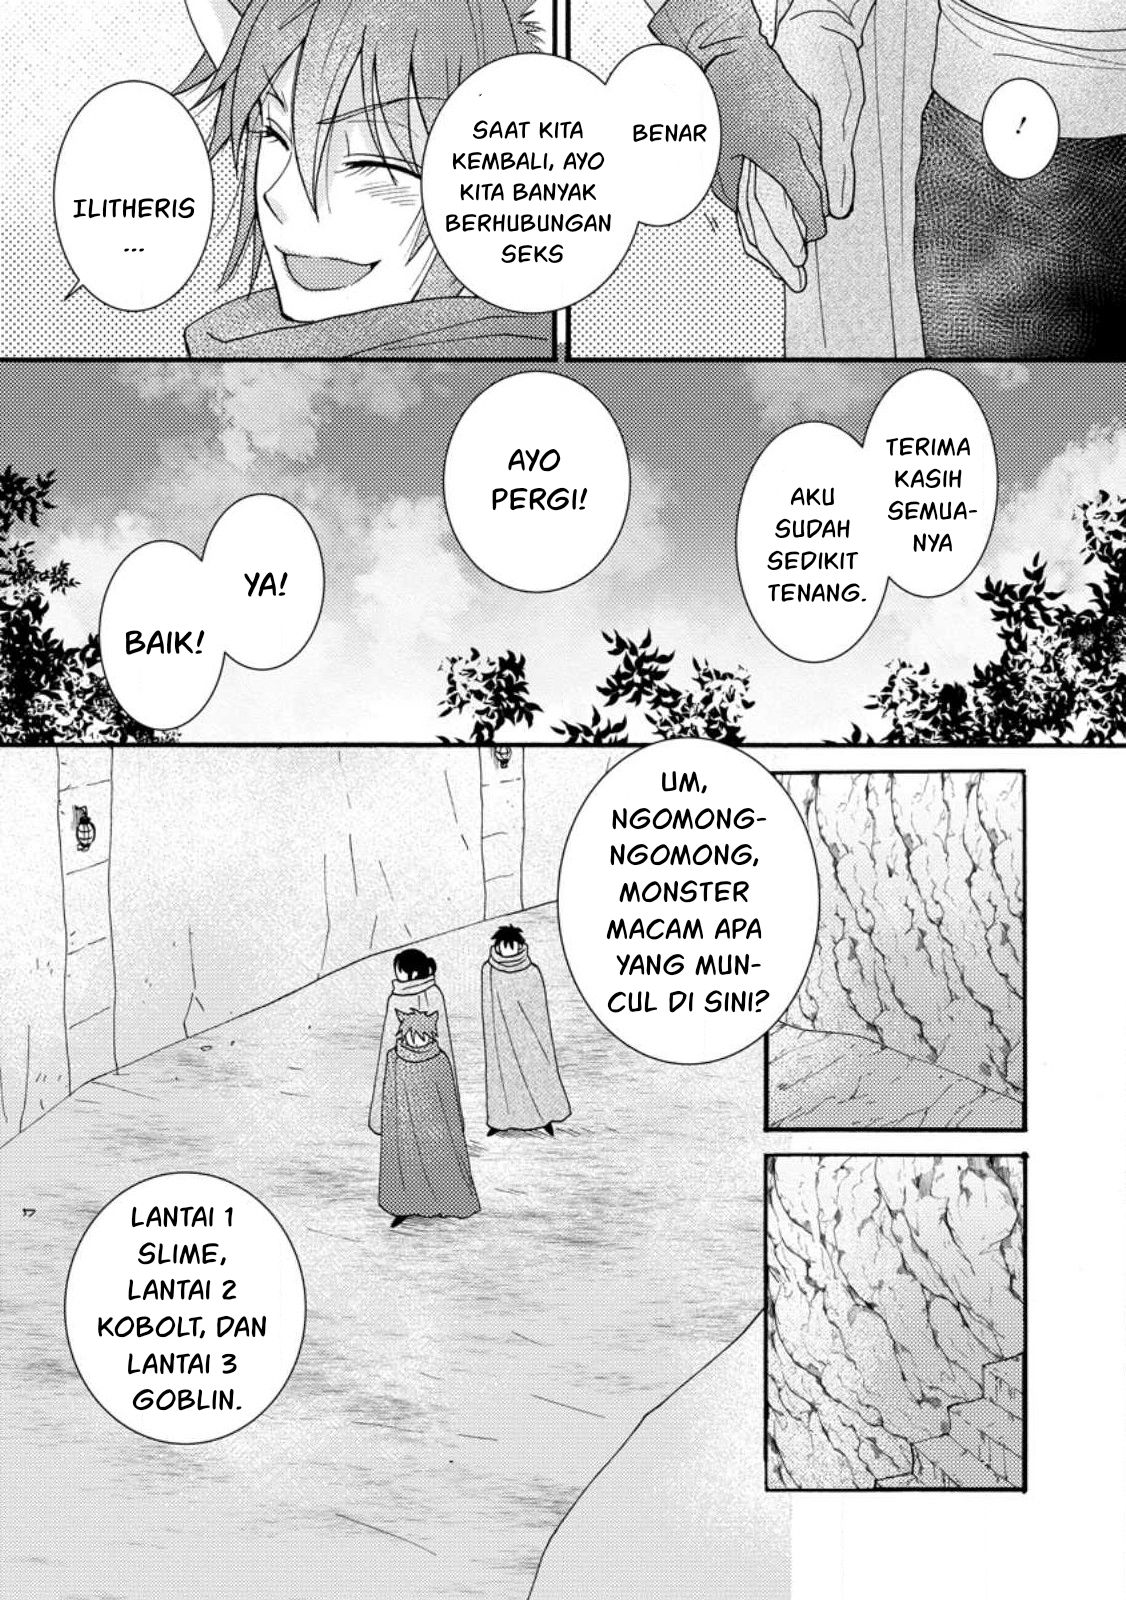 !
BENAR
SAAT KITA
KEMBALI, AYO
KITA BANYAK
BERHUBUNGAN
SEKS
ILITHERIS
...
TERIMA
KASIH
SEMUA-
NYA
AKU
SUDAH
SEDIKIT
TENANG.
AYO
PERGI!
YA!
BAIK!
UM,
NGOMONG-
NGOMONG,
MONSTER
MACAM APA
YANG MUN-
CUL DI SINI?
LANTAI 1
SLIME,
LANTAI 2
KOBOLT, DAN
LANTAI 3
GOBLIN.